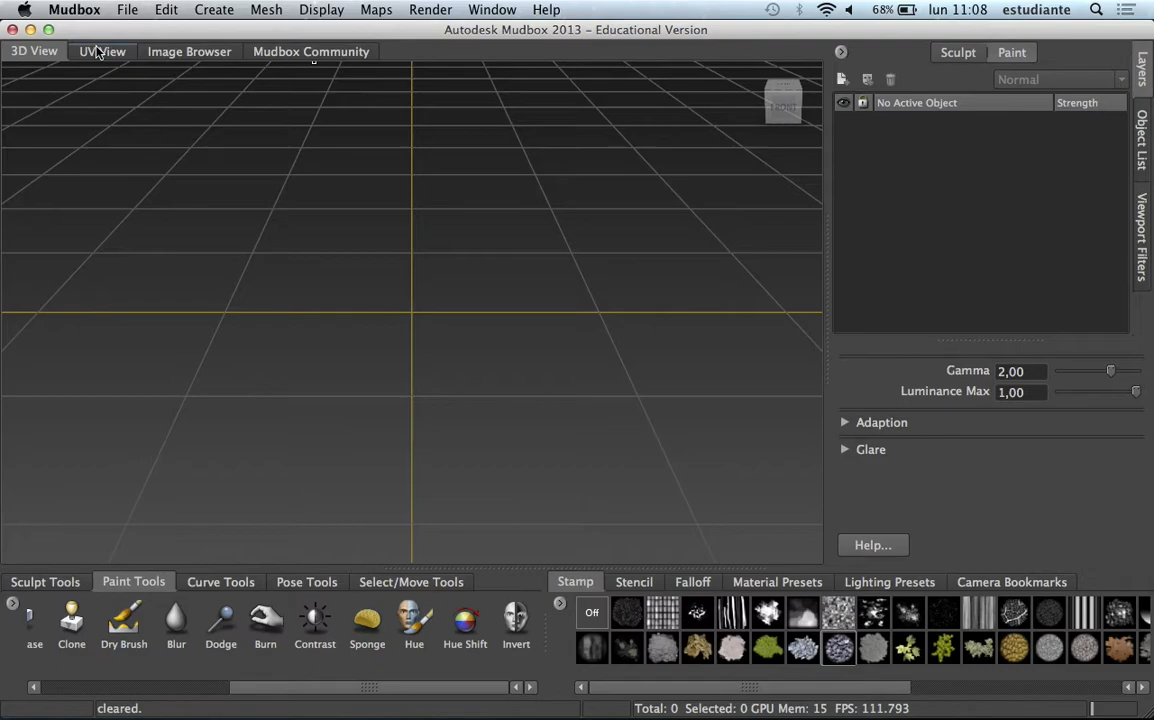 Mudbox File Edit Create Mesh Display Maps Render Window Help 68% lun 11:08 estudiante
Autodesk Mudbox 2013 – Educational Version
3D View UV View Image Browser Mudbox Community Sculpt Paint
Normal
No Active Object Strength
FRONT
Layers
Object List
Viewport Filters
Gamma 2,00
Luminance Max 1,00
Adaption
Glare
Help...
Sculpt Tools Paint Tools Curve Tools Pose Tools Select/Move Tools Stamp Stencil Falloff Material Presets Lighting Presets Camera Bookmarks
Off
ase Clone Dry Brush Blur Dodge Burn Contrast Sponge Hue Hue Shift Invert
cleared. Total: 0 Selected: 0 GPU Mem: 15 FPS: 111.793